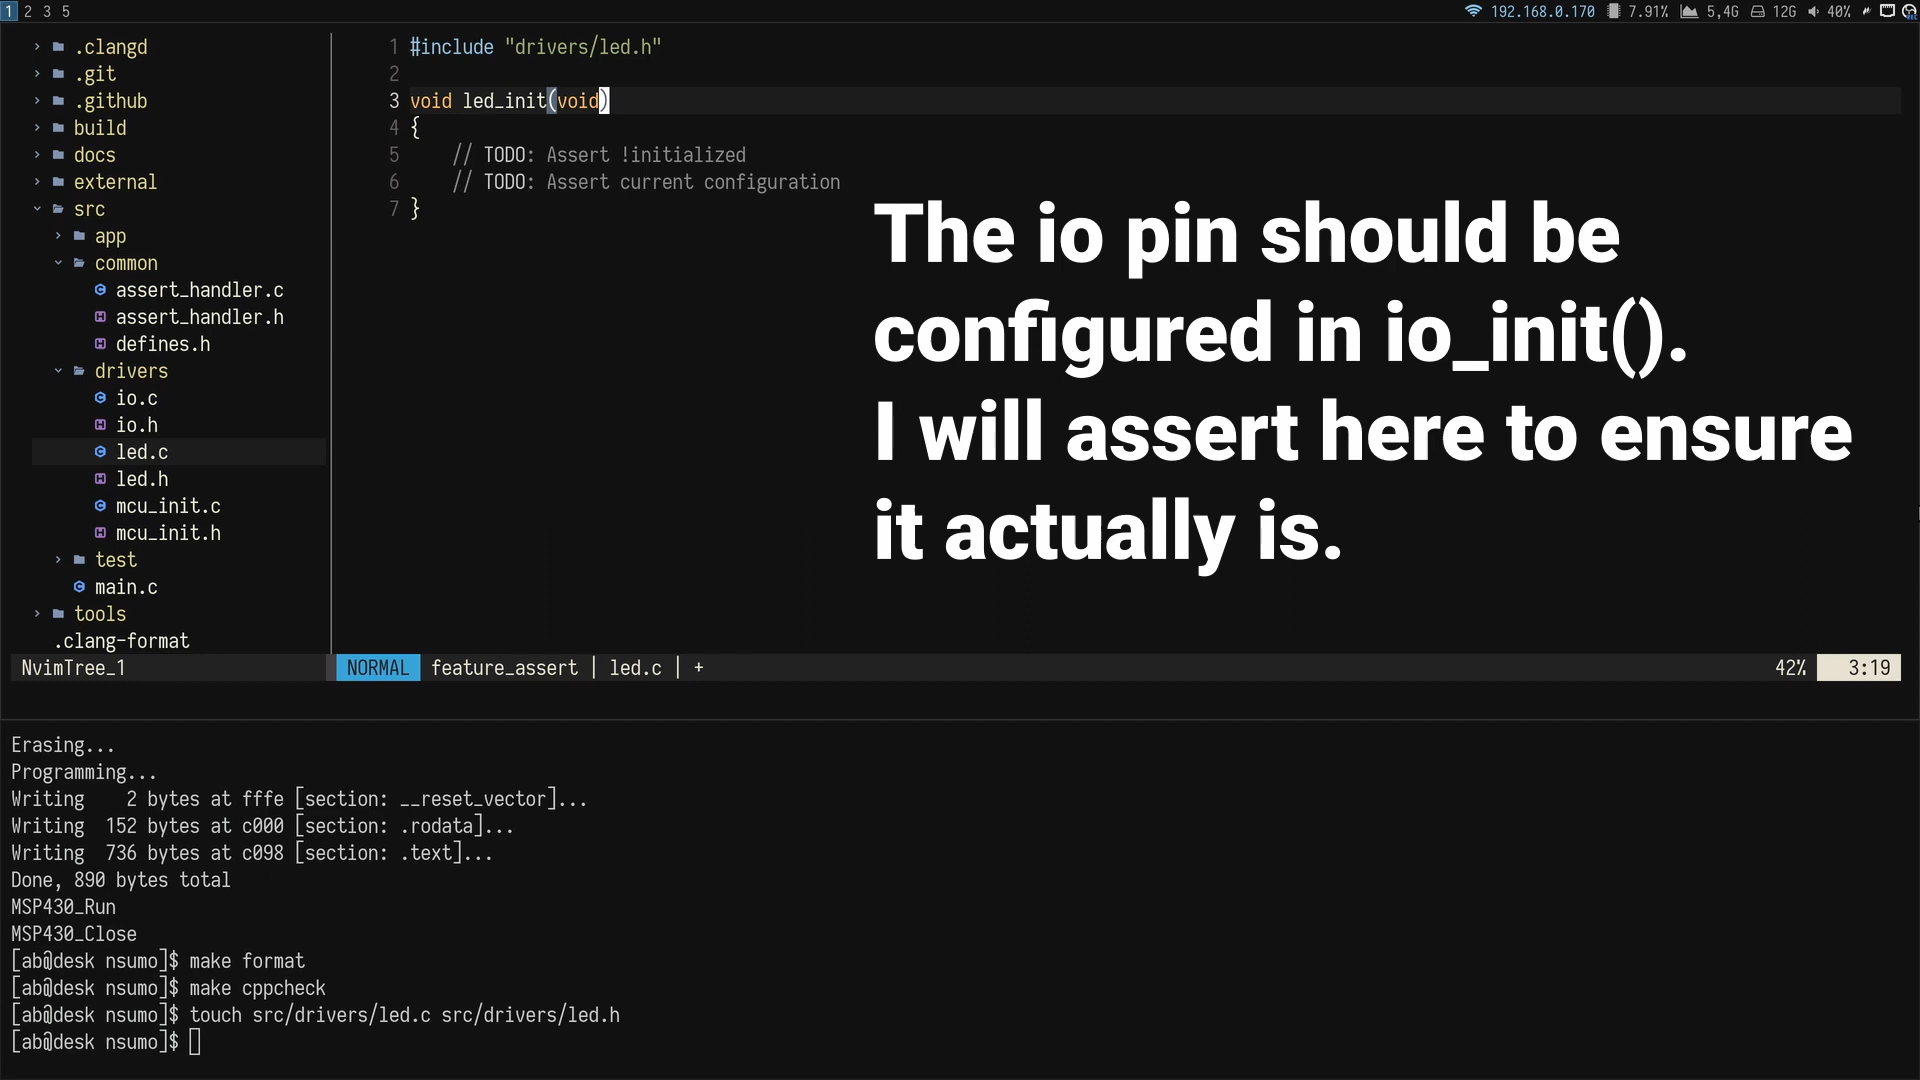 1 2 3 5
192.168.0.170 7.91% 5,4G 12G 40%
.clangd
.git
.github
build
docs
external
src
app
common
assert_handler.c
assert_handler.h
defines.h
drivers
io.c
io.h
led.c
led.h
mcu_init.c
mcu_init.h
test
main.c
tools
.clang-format
NvimTree_1
1 #include "drivers/led.h"
2
3 void led_init(void)
4 {
5     // TODO: Assert !initialized
6     // TODO: Assert current configuration
7 }
The io pin should be
configured in io_init().
I will assert here to ensure
it actually is.
NORMAL feature_assert | led.c | + 42% 3:19
Erasing...
Programming...
Writing    2 bytes at fffe [section: __reset_vector]...
Writing  152 bytes at c000 [section: .rodata]...
Writing  736 bytes at c098 [section: .text]...
Done, 890 bytes total
MSP430_Run
MSP430_Close
[ab@desk nsumo]$ make format
[ab@desk nsumo]$ make cppcheck
[ab@desk nsumo]$ touch src/drivers/led.c src/drivers/led.h
[ab@desk nsumo]$